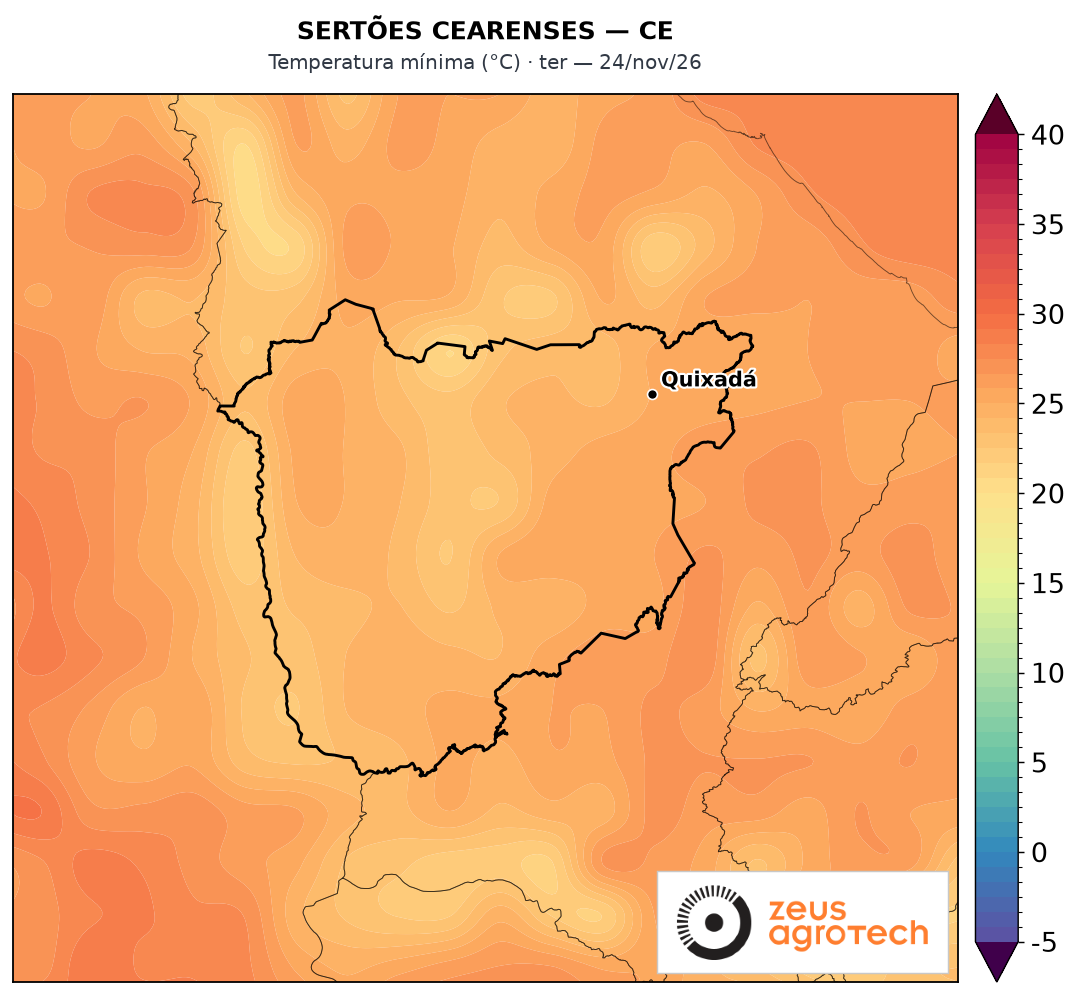 SERTÕES CEARENSES — CE
Temperatura mínima (°C) · ter — 24/nov/26
40
35
30
25
20
15
10
5
0
-5
Quixadá
zeus
agrotech